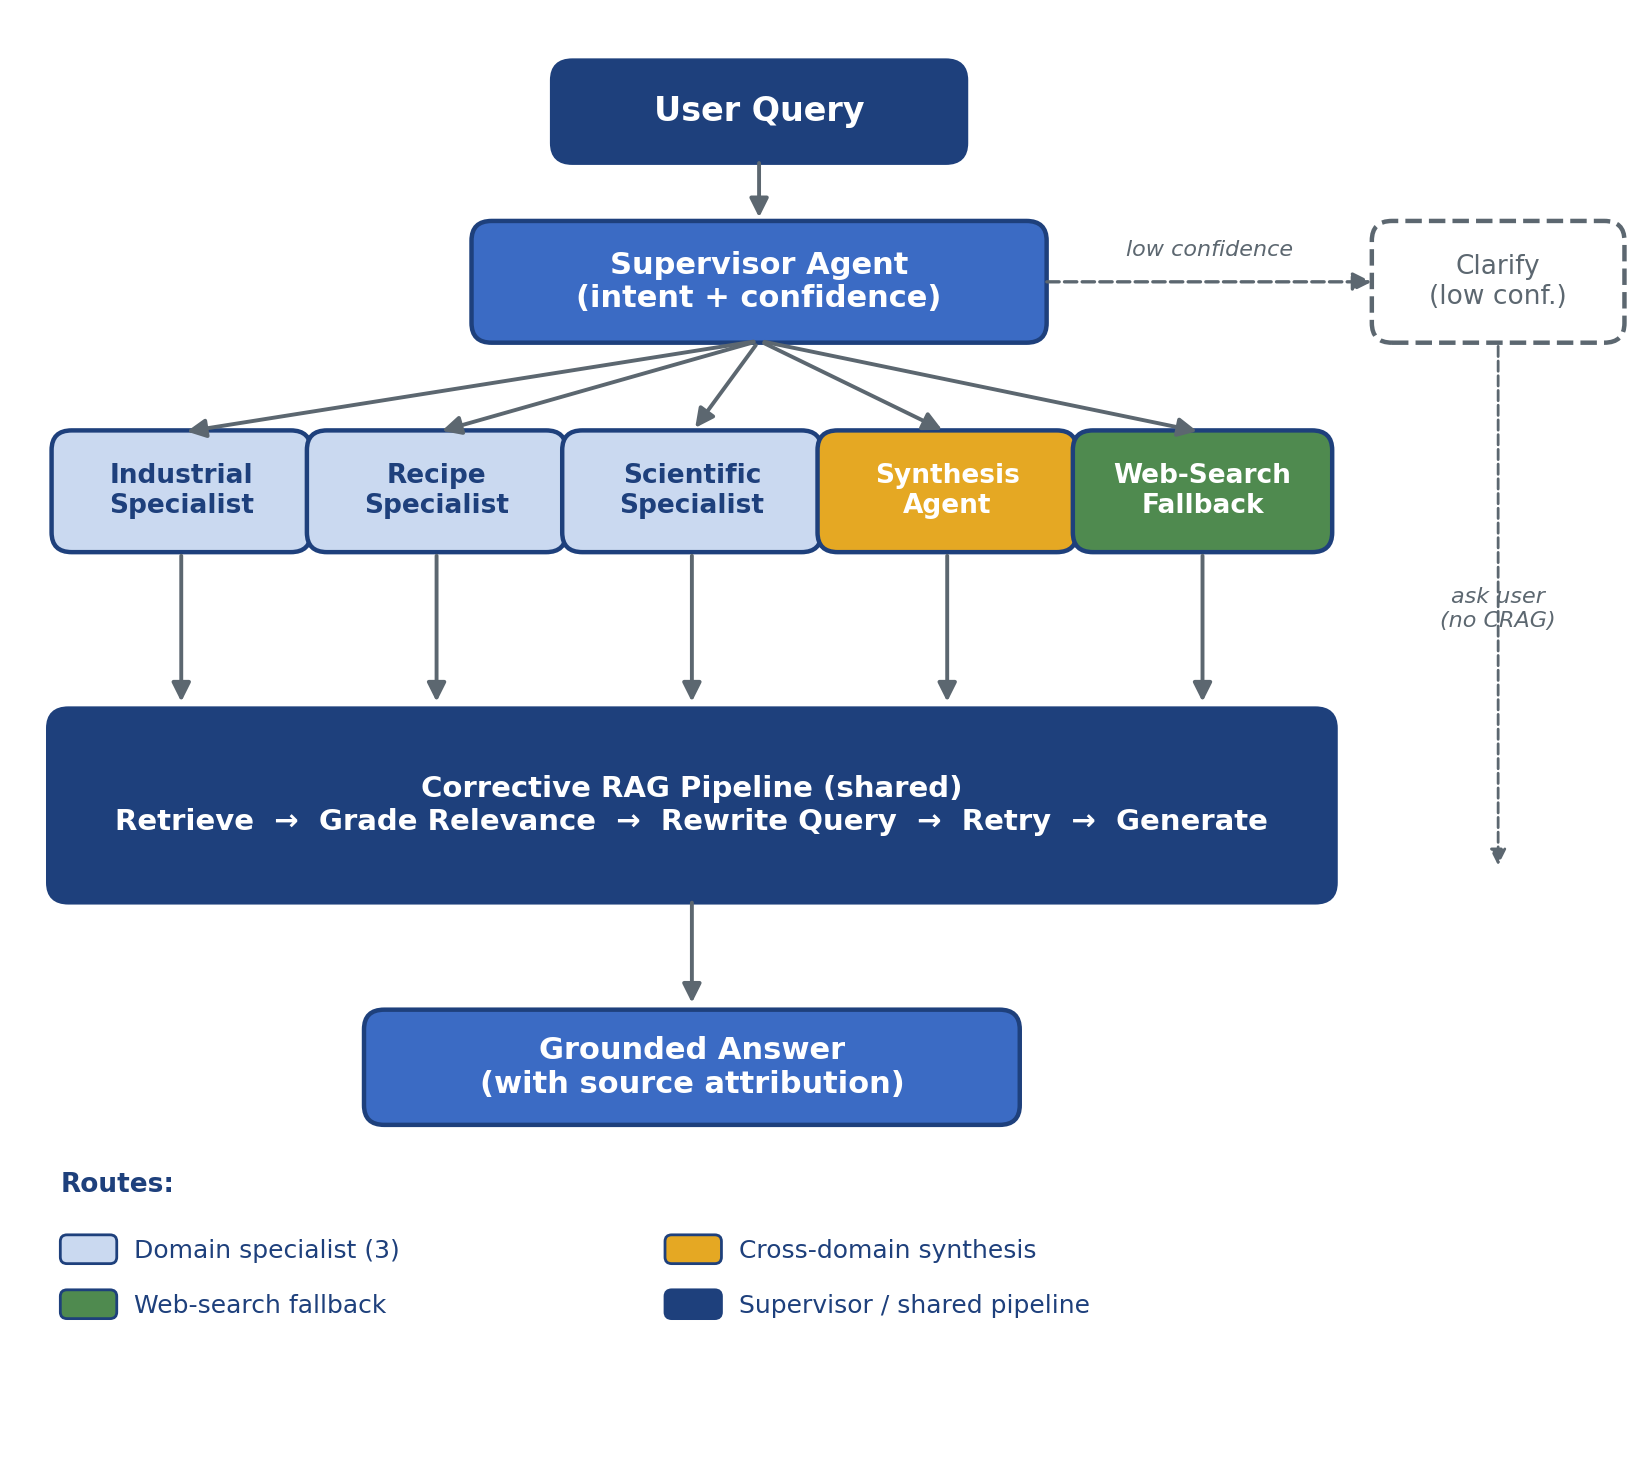 User Query
Supervisor Agent
(intent + confidence)
low confidence
Clarify
(low conf.)
Industrial
Specialist
Recipe
Specialist
Scientific
Specialist
Synthesis
Agent
Web-Search
Fallback
ask user
(no CRAG)
Corrective RAG Pipeline (shared)
Retrieve → Grade Relevance → Rewrite Query → Retry → Generate
Grounded Answer
(with source attribution)
Routes:
Domain specialist (3)
Cross-domain synthesis
Web-search fallback
Supervisor / shared pipeline